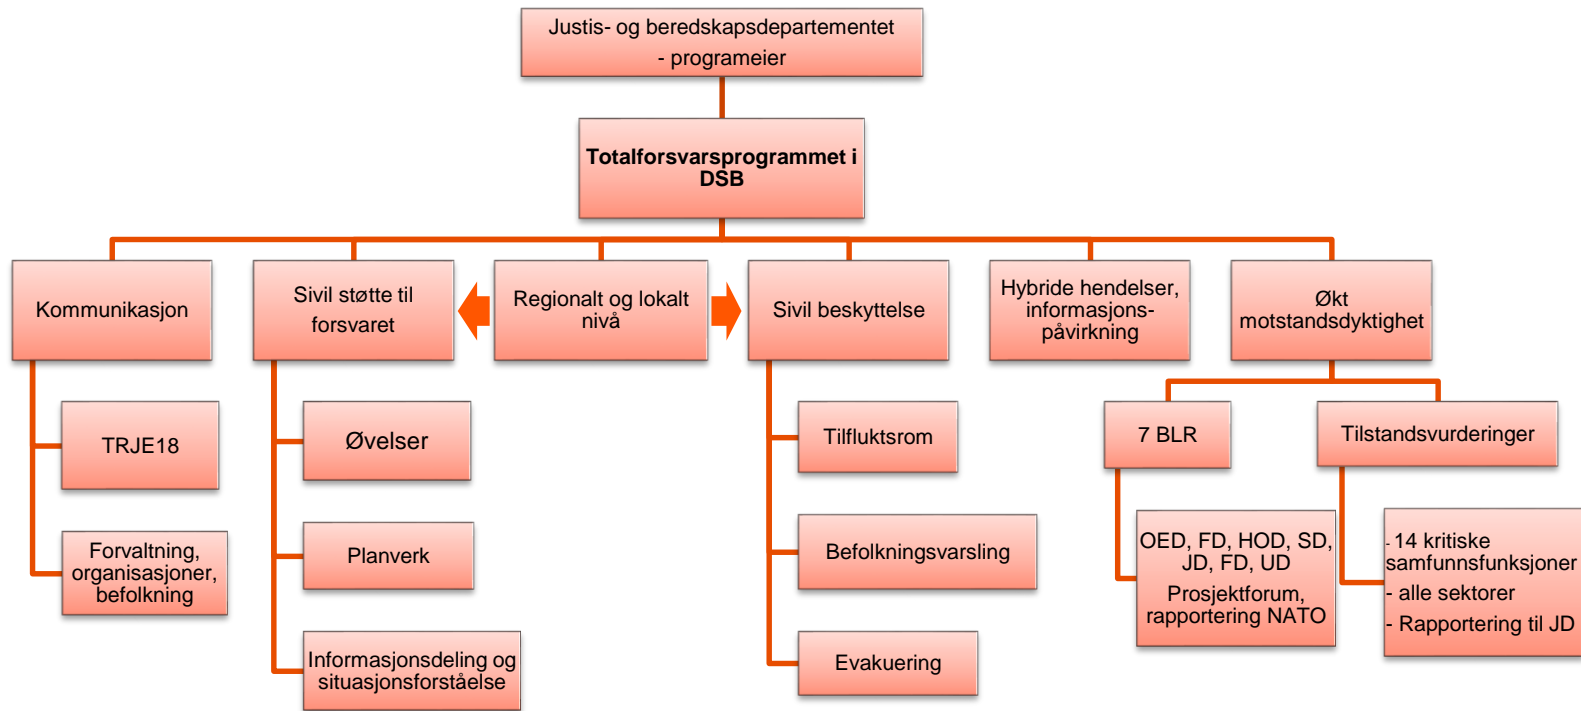 Justis- og beredskapsdepartementet
- programeier
Totalforsvarsprogrammet i
DSB
Kommunikasjon
Sivil støtte til
forsvaret
Regionalt og lokalt
nivå
Sivil beskyttelse
Hybride hendelser,
informasjons-
påvirkning
Økt
motstandsdyktighet
TRJE18
Forvaltning,
organisasjoner,
befolkning
Øvelser
Planverk
Informasjonsdeling og
situasjonsforståelse
Tilfluktsrom
Befolkningsvarsling
Evakuering
7 BLR
OED, FD, HOD, SD,
JD, FD, UD
Prosjektforum,
rapportering NATO
Tilstandsvurderinger
- 14 kritiske
samfunnsfunksjoner
- alle sektorer
- Rapportering til JD